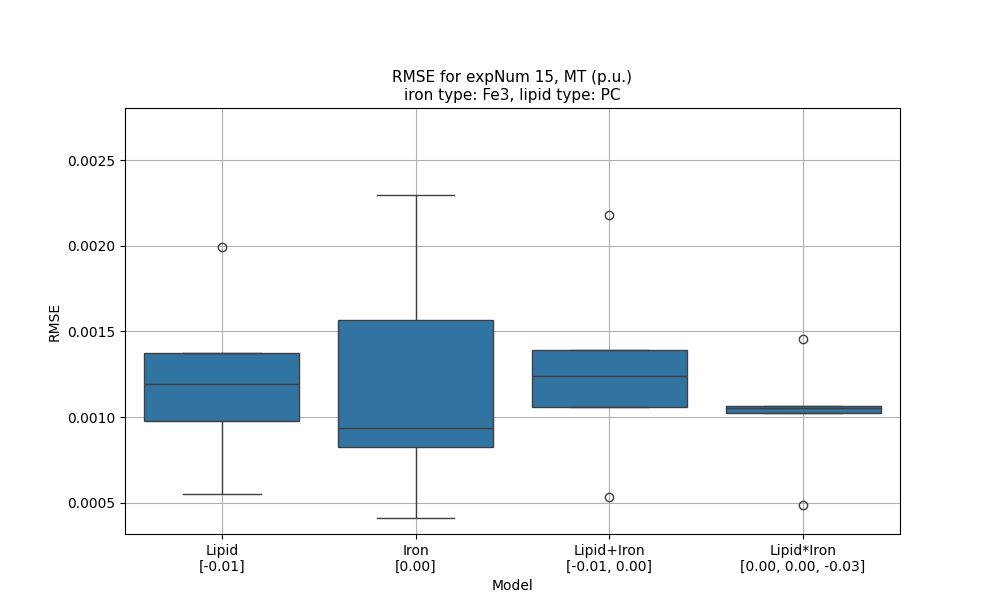 RMSE for expNum 15, MT (p.u.)
iron type: Fe3, lipid type: PC
0.0025
0.0020
0.0015
0.0010
0.0005
RMSE
Lipid
[-0.01]
Iron
[0.00]
Lipid+Iron
[-0.01, 0.00]
Lipid*Iron
[0.00, 0.00, -0.03]
Model